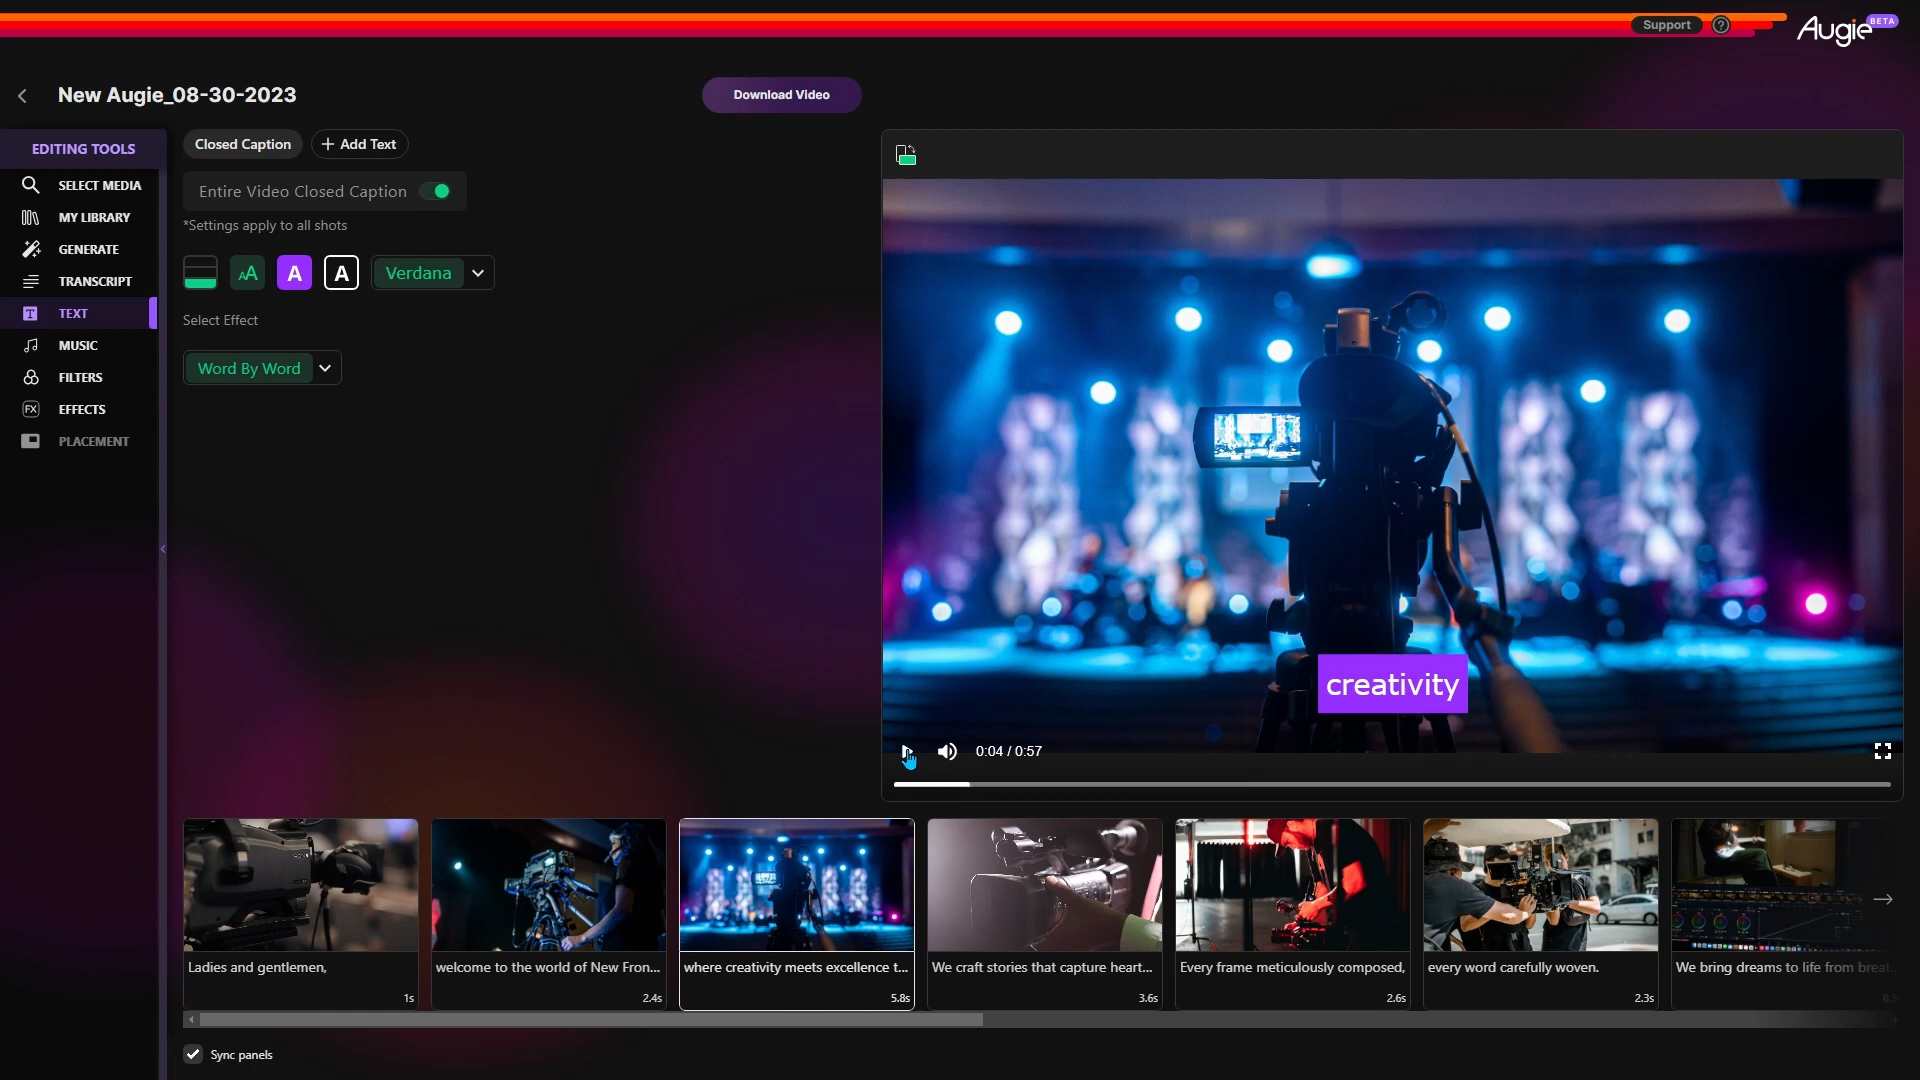 Support
?
Augie BETA
New Augie_08-30-2023
Download Video
EDITING TOOLS
SELECT MEDIA
MY LIBRARY
GENERATE
TRANSCRIPT
T TEXT
MUSIC
FILTERS
FX EFFECTS
PLACEMENT
Closed Caption
+ Add Text
Entire Video Closed Caption
*Settings apply to all shots
AA A A Verdana
Select Effect
Word By Word
creativity
0:04 / 0:57
Ladies and gentlemen,
1s
welcome to the world of New Fron...
2.4s
where creativity meets excellence t...
5.8s
We craft stories that capture heart...
3.6s
Every frame meticulously composed,
2.6s
every word carefully woven.
2.3s
We bring dreams to life from breat...
Sync panels